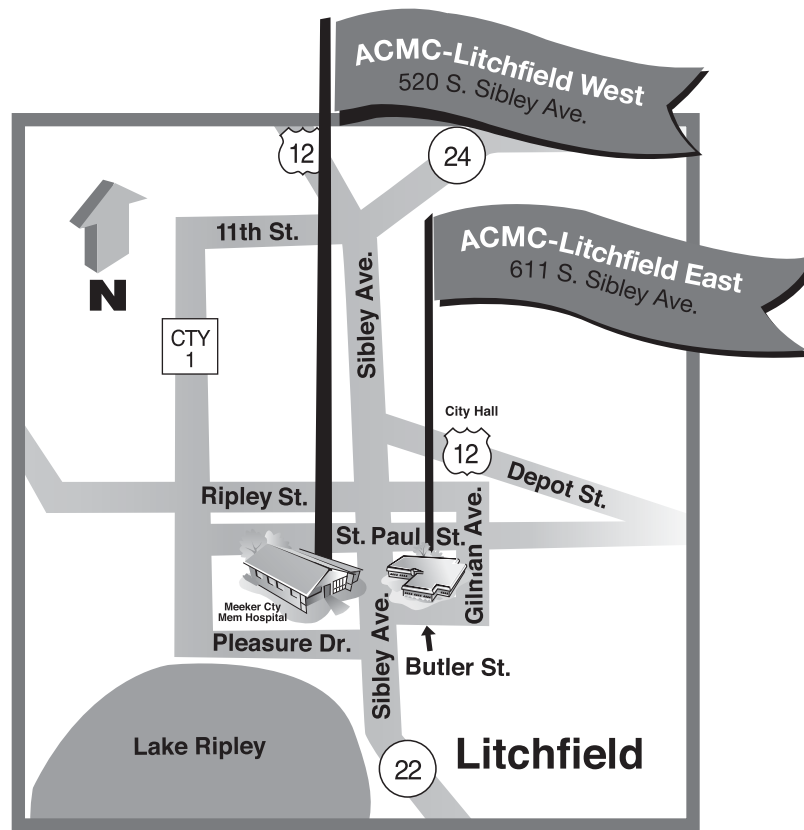 ACMC-Litchfield West
520 S. Sibley Ave.
12
24
ACMC-Litchfield East
611 S. Sibley Ave.
11th St.
N
Sibley Ave.
CTY
1
City Hall
12
Depot St.
Ripley St.
St. Paul St.
Gilman Ave.
Meeker Cty
Mem Hospital
Pleasure Dr.
Sibley Ave.
Butler St.
Lake Ripley
Litchfield
22